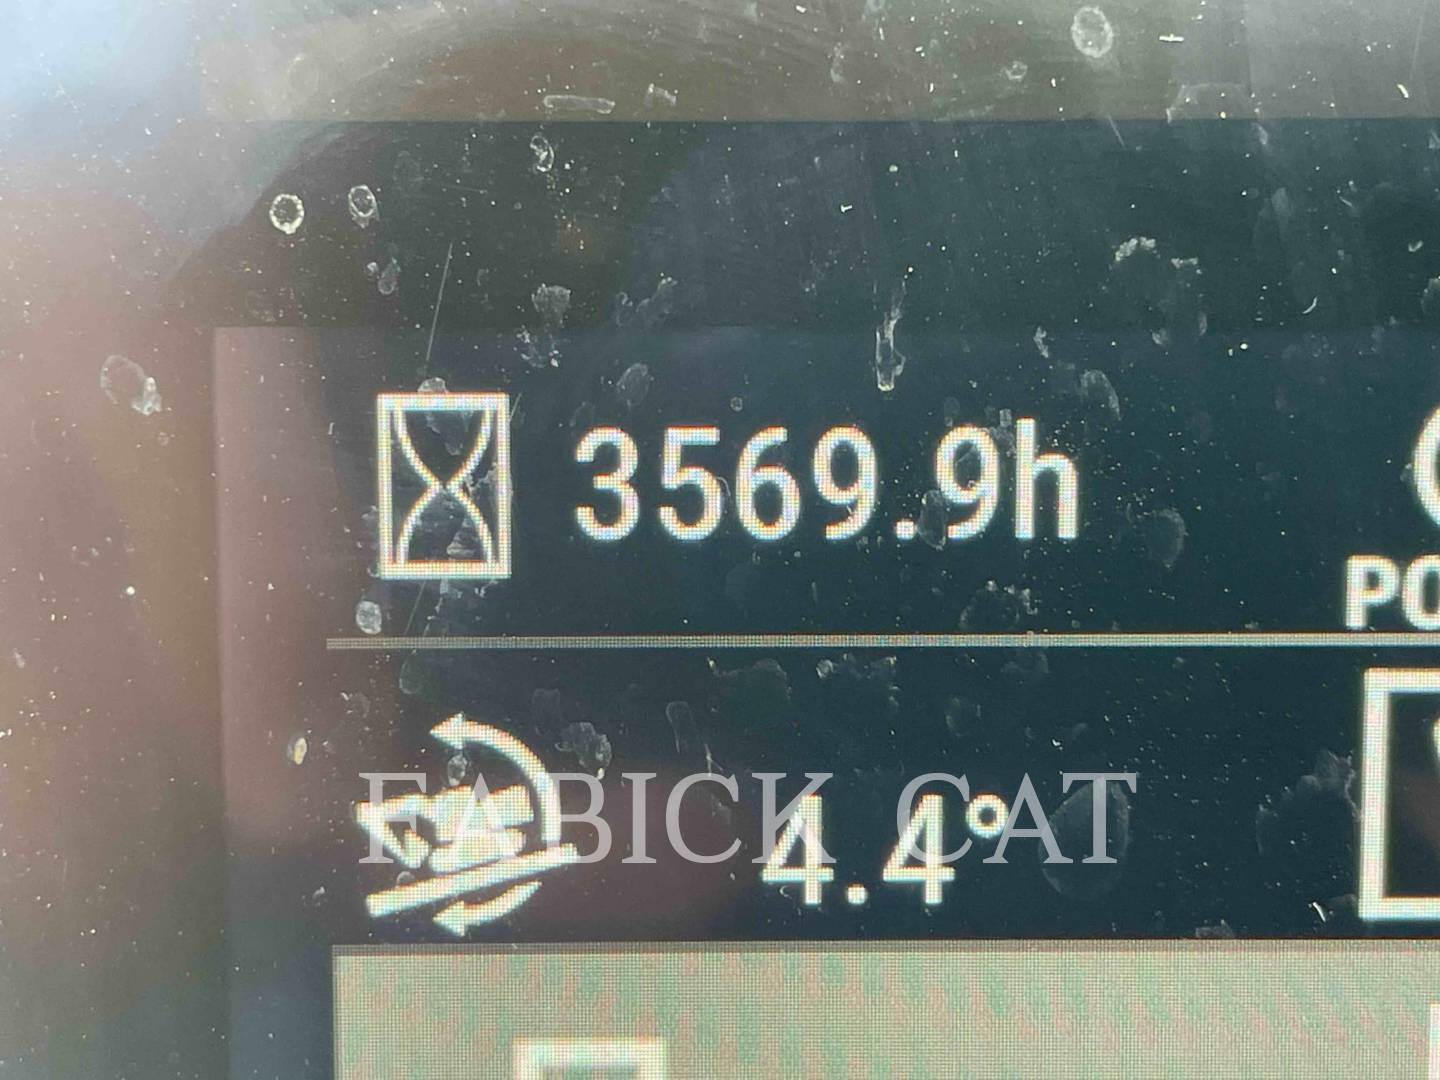 3569.9h
PO
FABICK CAT
4.4°